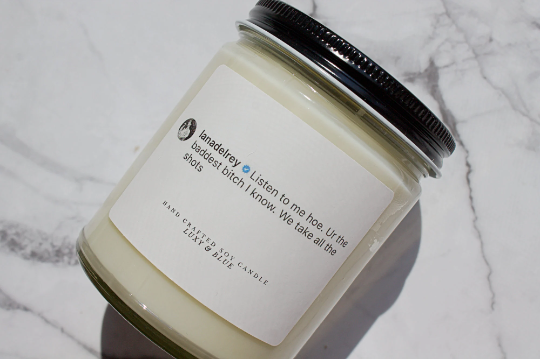 lanadelrey Listen to me hoe. Ur the
baddest bitch I know. We take all the
shots
HAND CRAFTED SOY CANDLE
LUXY & BLUE